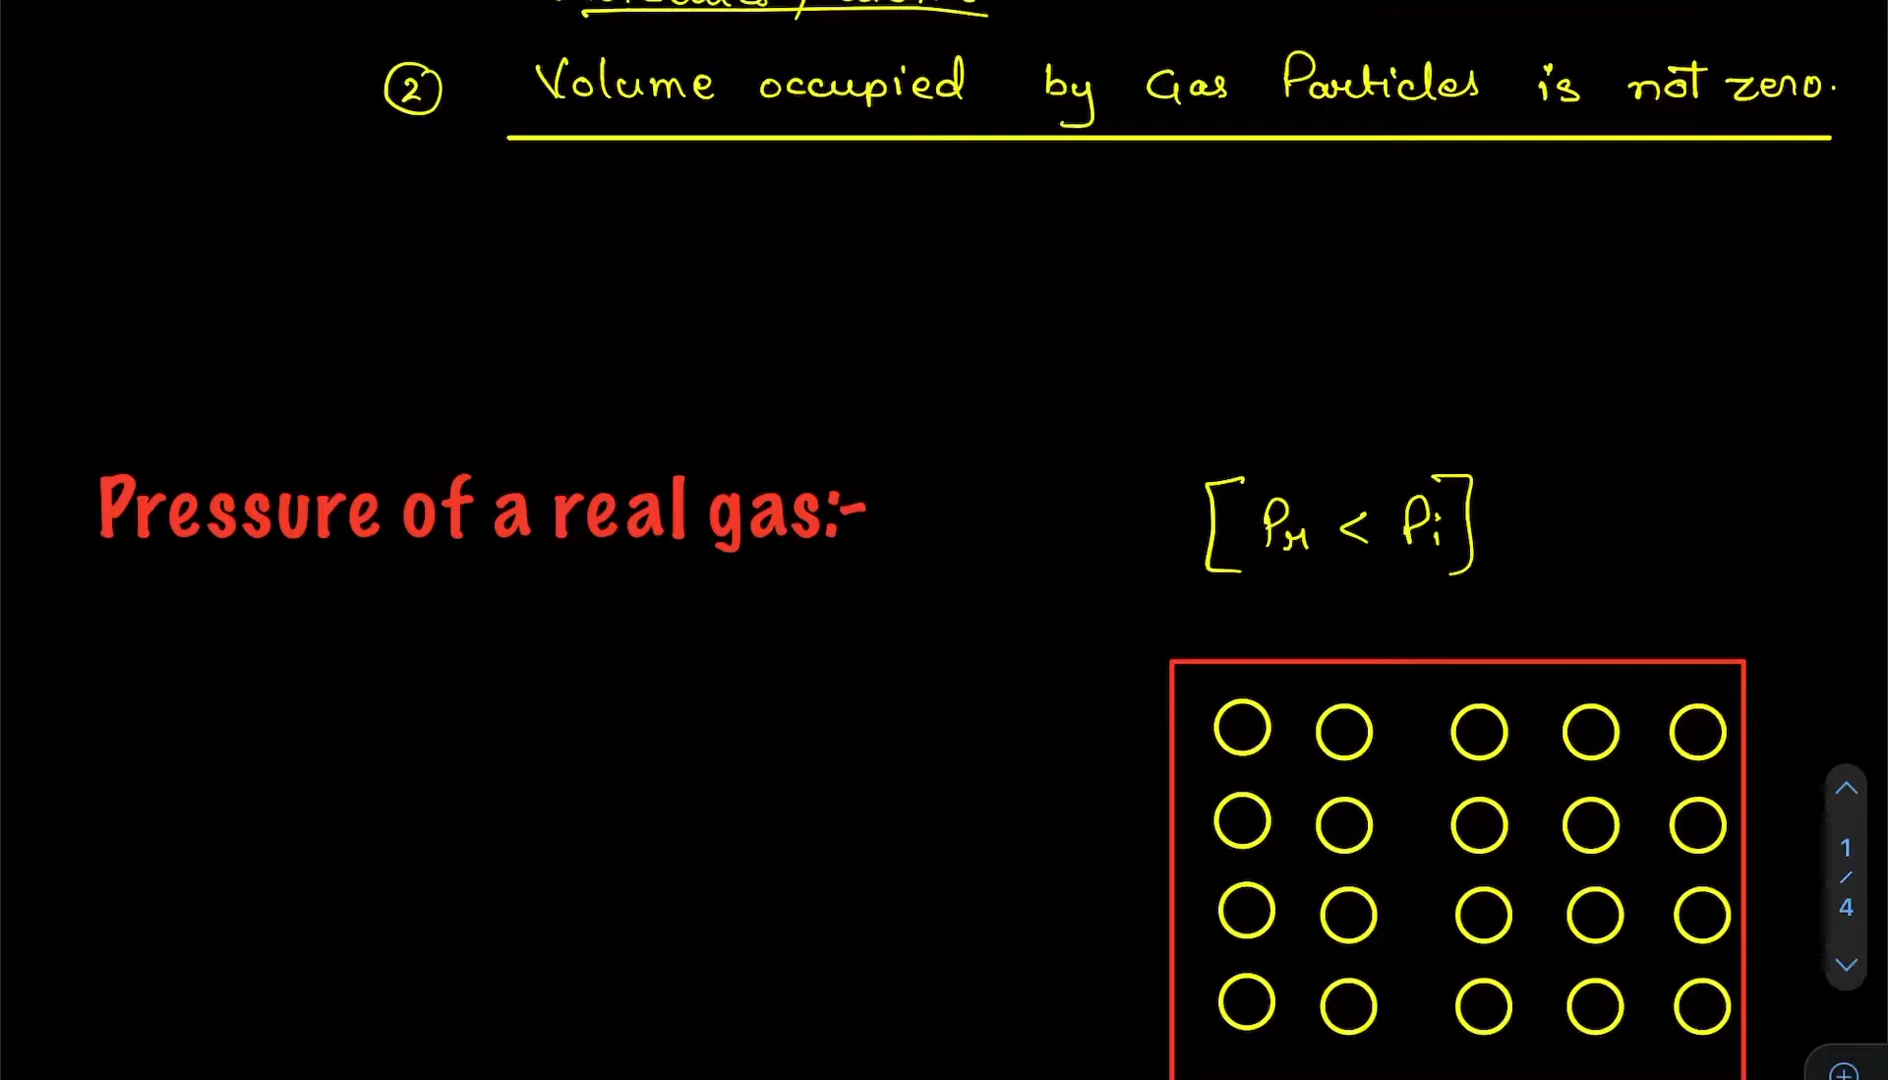 ② Volume occupied by Gas Particles is not zero.
Pressure of a real gas:-
[ Pr < Pi ]
1
/
4